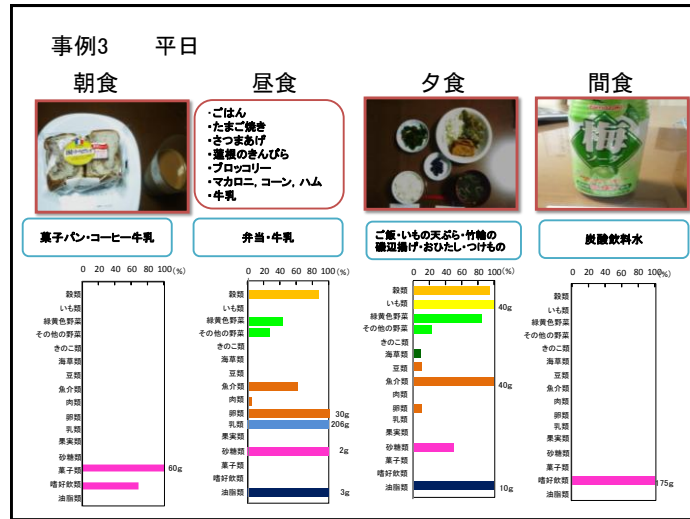 事例3 平日
朝食
昼食
夕食
間食
・ごはん
・たまご焼き
・さつまあげ
・蓮根のきんぴら
・ブロッコリー
・マカロニ, コーン, ハム
・牛乳
梅
ソーダ
菓子パン・コーヒー牛乳
弁当・牛乳
ご飯・いもの天ぷら・竹輪の
磯辺揚げ・おひたし・つけもの
炭酸飲料水
0 20 40 60 80 100(%)
穀類
いも類
緑黄色野菜
その他の野菜
きのこ類
海草類
豆類
魚介類
肉類
卵類
乳類
果実類
砂糖類
菓子類
嗜好飲類
油脂類
60g
0 20 40 60 80 100(%)
穀類
いも類
緑黄色野菜
その他の野菜
きのこ類
海草類
豆類
魚介類
肉類
卵類
乳類
果実類
砂糖類
菓子類
嗜好飲類
油脂類
30g
206g
2g
3g
0 20 40 60 80 100(%)
穀類
いも類
緑黄色野菜
その他の野菜
きのこ類
海草類
豆類
魚介類
肉類
卵類
乳類
果実類
砂糖類
菓子類
嗜好飲類
油脂類
40g
40g
10g
0 20 40 60 80 100(%)
穀類
いも類
緑黄色野菜
その他の野菜
きのこ類
海草類
豆類
魚介類
肉類
卵類
乳類
果実類
砂糖類
菓子類
嗜好飲類
油脂類
175g